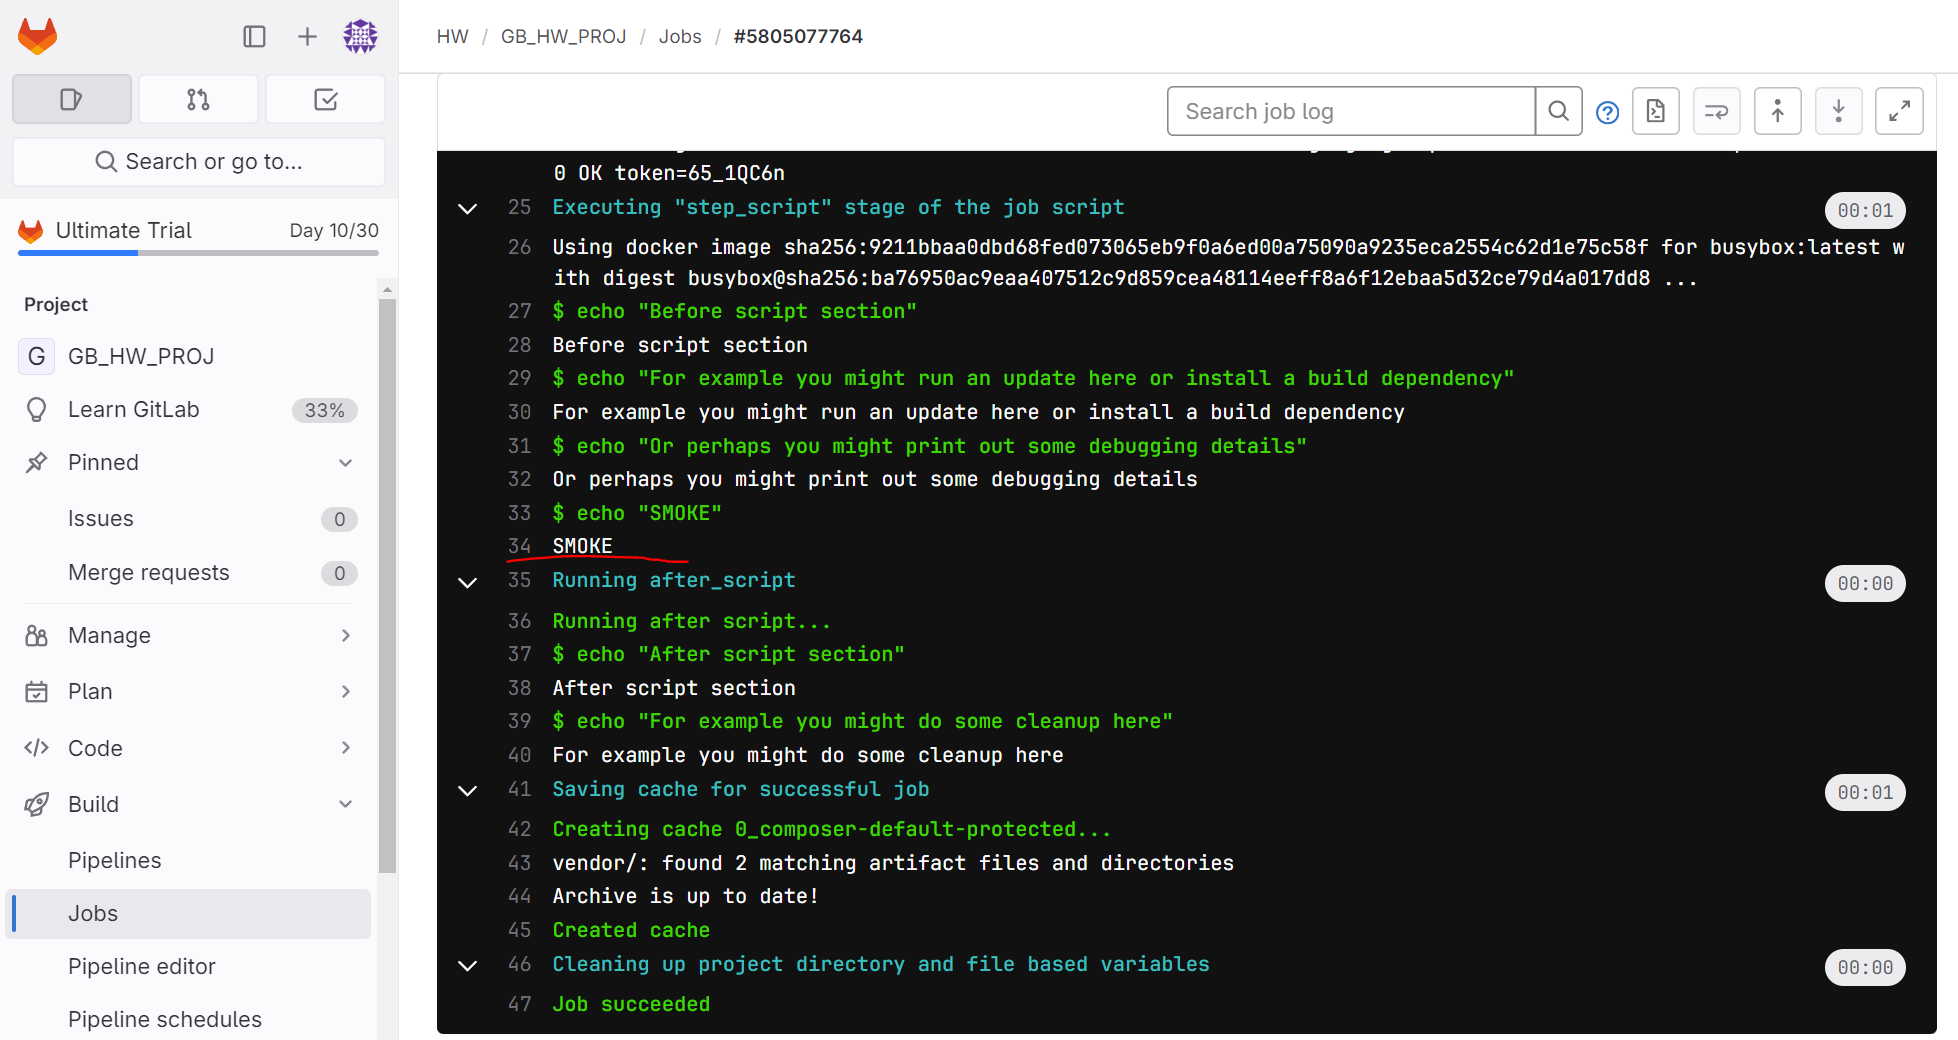 HW / GB_HW_PROJ / Jobs / #5805077764
Search or go to...
Ultimate Trial Day 10/30
Project
G GB_HW_PROJ
Learn GitLab 33%
Pinned
Issues 0
Merge requests 0
Manage
Plan
Code
Build
Pipelines
Jobs
Pipeline editor
Pipeline schedules
Search job log
0 OK token=65_1QC6n
25 Executing "step_script" stage of the job script 00:01
26 Using docker image sha256:9211bbaa0dbd68fed073065eb9f0a6ed00a75090a9235eca2554c62d1e75c58f for busybox:latest w
ith digest busybox@sha256:ba76950ac9eaa407512c9d859cea48114eeff8a6f12ebaa5d32ce79d4a017dd8 ...
27 $ echo "Before script section"
28 Before script section
29 $ echo "For example you might run an update here or install a build dependency"
30 For example you might run an update here or install a build dependency
31 $ echo "Or perhaps you might print out some debugging details"
32 Or perhaps you might print out some debugging details
33 $ echo "SMOKE"
34 SMOKE
35 Running after_script 00:00
36 Running after script...
37 $ echo "After script section"
38 After script section
39 $ echo "For example you might do some cleanup here"
40 For example you might do some cleanup here
41 Saving cache for successful job 00:01
42 Creating cache 0_composer-default-protected...
43 vendor/: found 2 matching artifact files and directories
44 Archive is up to date!
45 Created cache
46 Cleaning up project directory and file based variables 00:00
47 Job succeeded